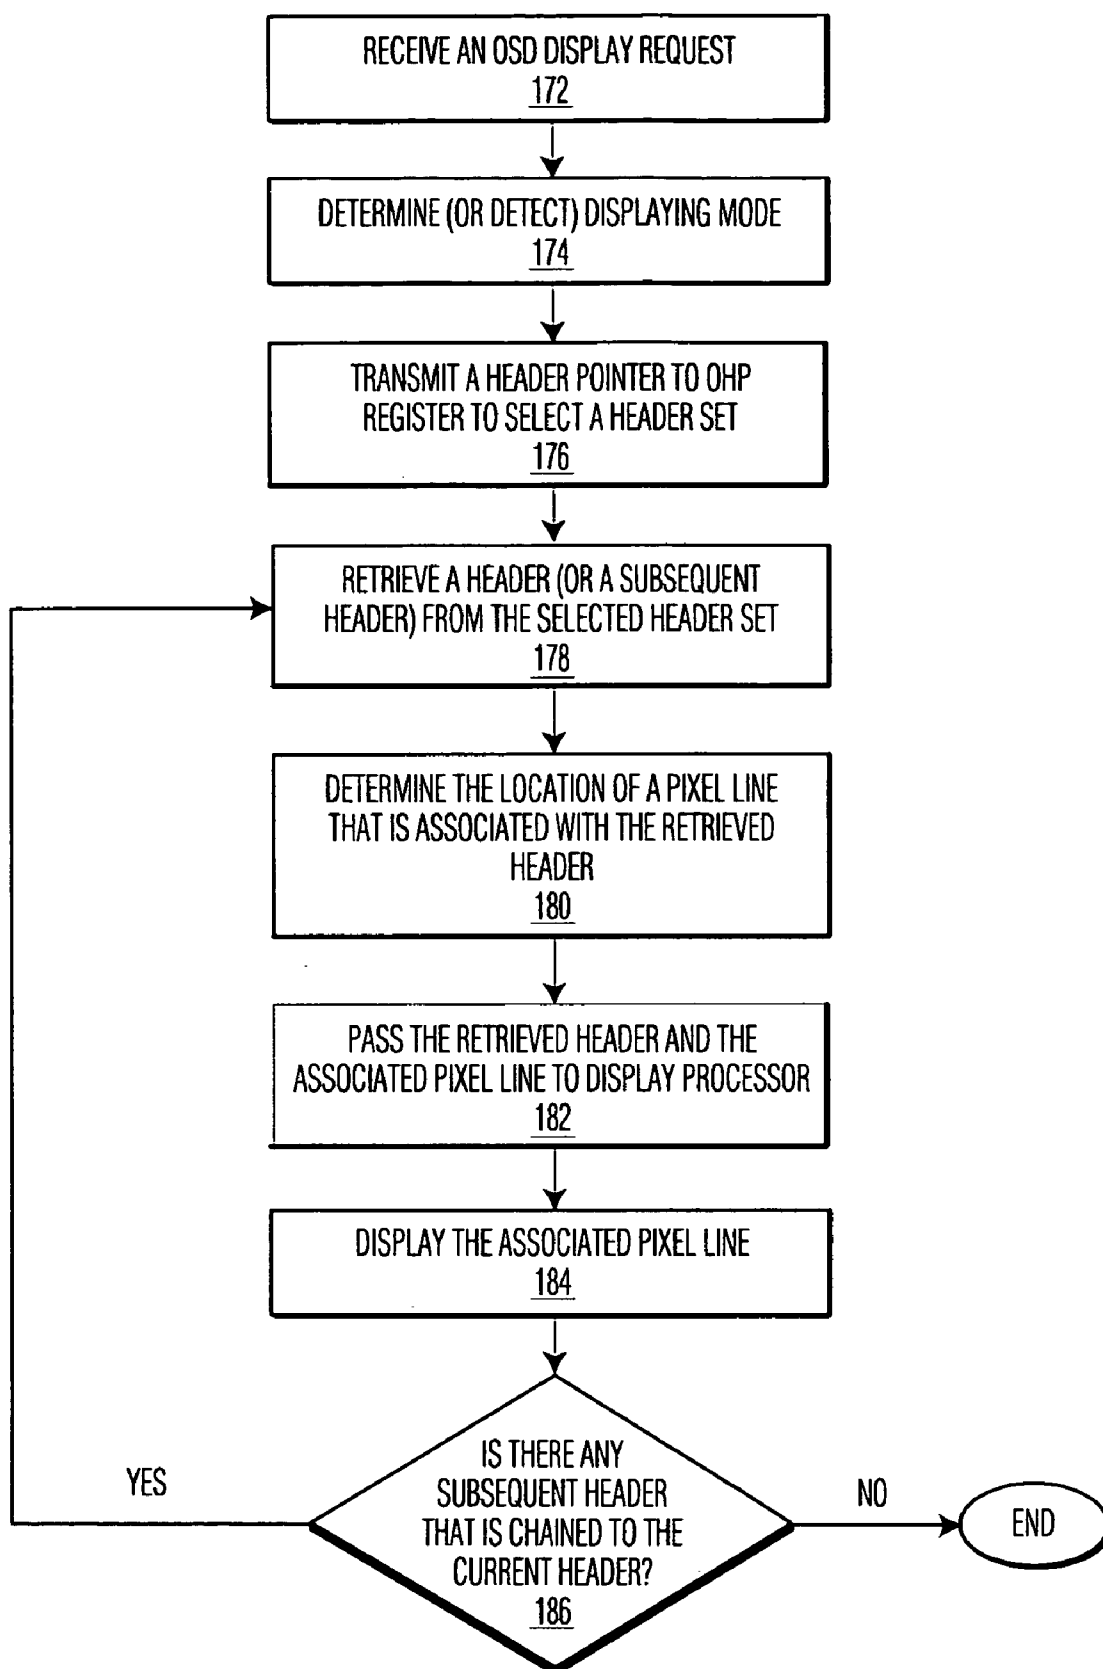 RECEIVE AN OSD DISPLAY REQUEST
172
DETERMINE (OR DETECT) DISPLAYING MODE
174
TRANSMIT A HEADER POINTER TO OHP
REGISTER TO SELECT A HEADER SET
176
RETRIEVE A HEADER (OR A SUBSEQUENT
HEADER) FROM THE SELECTED HEADER SET
178
DETERMINE THE LOCATION OF A PIXEL LINE
THAT IS ASSOCIATED WITH THE RETRIEVED
HEADER
180
PASS THE RETRIEVED HEADER AND THE
ASSOCIATED PIXEL LINE TO DISPLAY PROCESSOR
182
DISPLAY THE ASSOCIATED PIXEL LINE
184
IS THERE ANY
SUBSEQUENT HEADER
THAT IS CHAINED TO THE
CURRENT HEADER?
186
YES
NO
END